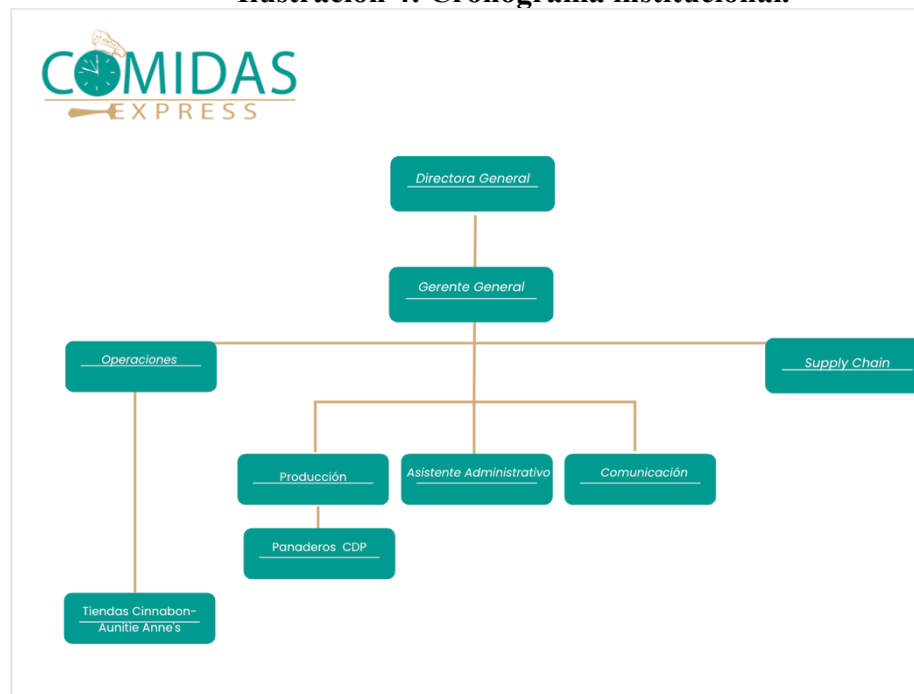 Ilustración 4: Cronograma institucional.
COMIDAS
EXPRESS
Directora General
Gerente General
Operaciones
Supply Chain
Producción
Asistente Administrativo
Comunicación
Panaderos CDP
Tiendas Cinnabon-
Aunitie Anne's